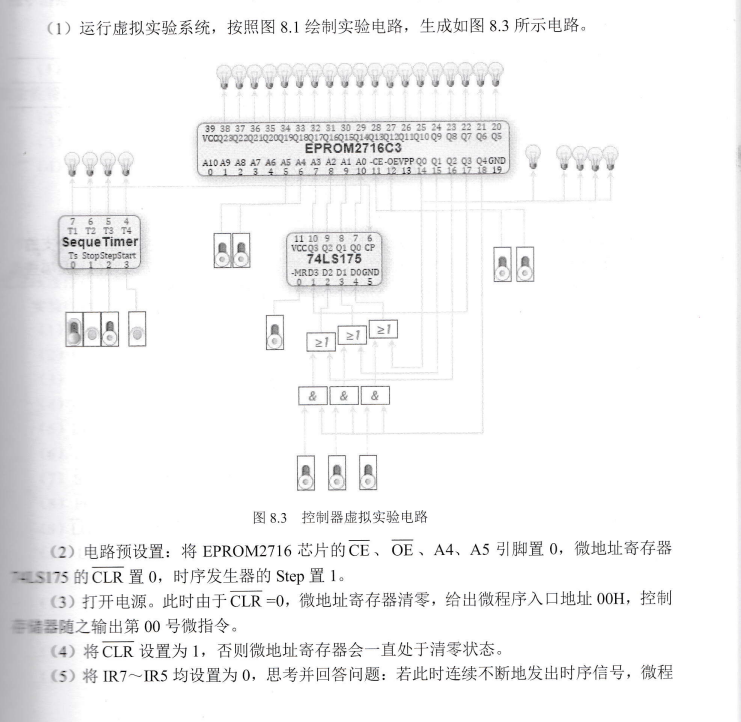 (1)运行虚拟实验系统,按照图 8.1 绘制实验电路,生成如图 8.3 所示电路。
39 38 37 36 35 34 33 32 31 30 29 28 27 26 25 24 23 22 21 20
VCCQ23Q22Q21Q20Q19Q18Q17Q16Q15Q14Q13Q12Q11Q10 Q9 Q8 Q7 Q6 Q5
EPROM2716C3
A10 A9 A8 A7 A6 A5 A4 A3 A2 A1 A0 -CE -OEVPP Q0 Q1 Q2 Q3 Q4 GND
0 1 2 3 4 5 6 7 8 9 10 11 12 13 14 15 16 17 18 19
7 6 5 4
T1 T2 T3 T4
SequeTimer
Ts StopStepStart
0 1 2 3
11 10 9 8 7 6
VCCQ3 Q2 Q1 Q0 CP
74LS175
-MRD3 D2 D1 D0GND
0 1 2 3 4 5
≥1 ≥1 ≥1
& & &
图 8.3 控制器虚拟实验电路
(2)电路预设置:将 EPROM2716 芯片的 C̅E̅、O̅E̅、A4、A5 引脚置 0,微地址寄存器
74LS175 的 C̅L̅R̅ 置 0,时序发生器的 Step 置 1。
(3)打开电源。此时由于 C̅L̅R̅ =0,微地址寄存器清零,给出微程序入口地址 00H,控制
存储器随之输出第 00 号微指令。
(4)将 C̅L̅R̅ 设置为 1,否则微地址寄存器会一直处于清零状态。
(5)将 IR7~IR5 均设置为 0,思考并回答问题:若此时连续不断地发出时序信号,微程